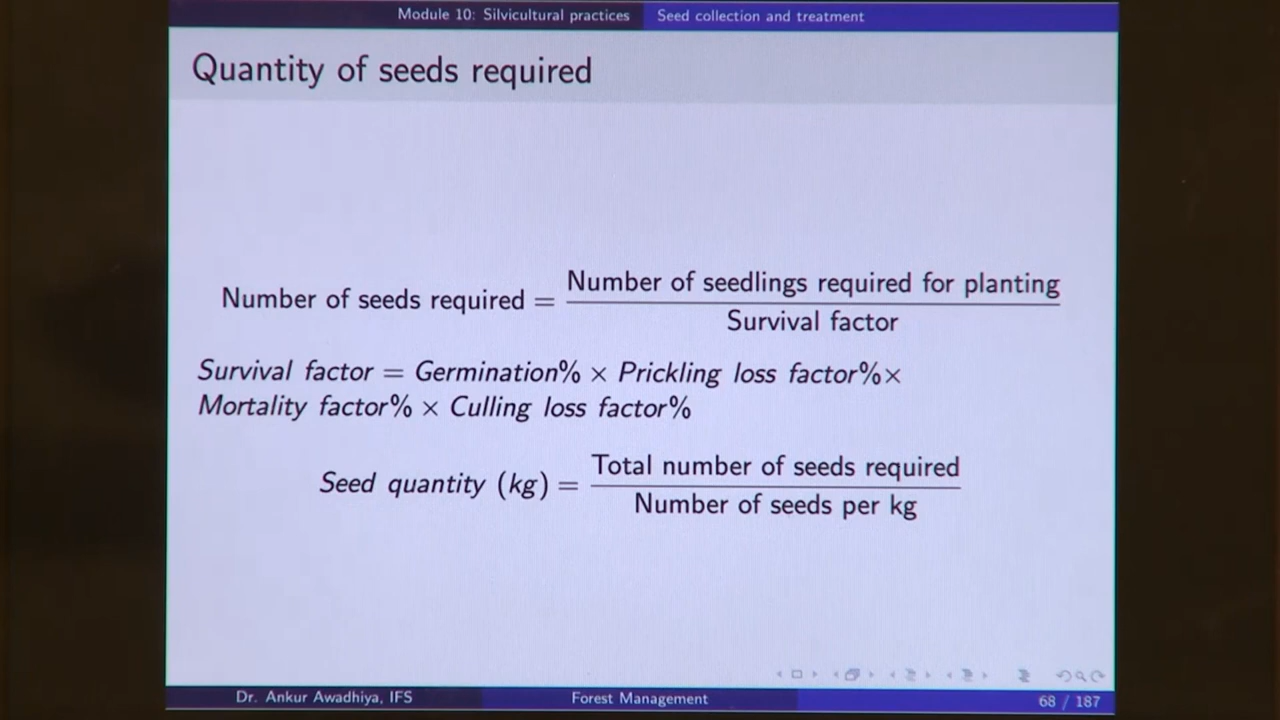 Module 10: Silvicultural practices Seed collection and treatment
Quantity of seeds required
Number of seeds required = Number of seedlings required for planting / Survival factor
Survival factor = Germination% × Prickling loss factor%×
Mortality factor% × Culling loss factor%
Seed quantity (kg) = Total number of seeds required / Number of seeds per kg
Dr. Ankur Awadhiya, IFS Forest Management 68 / 187